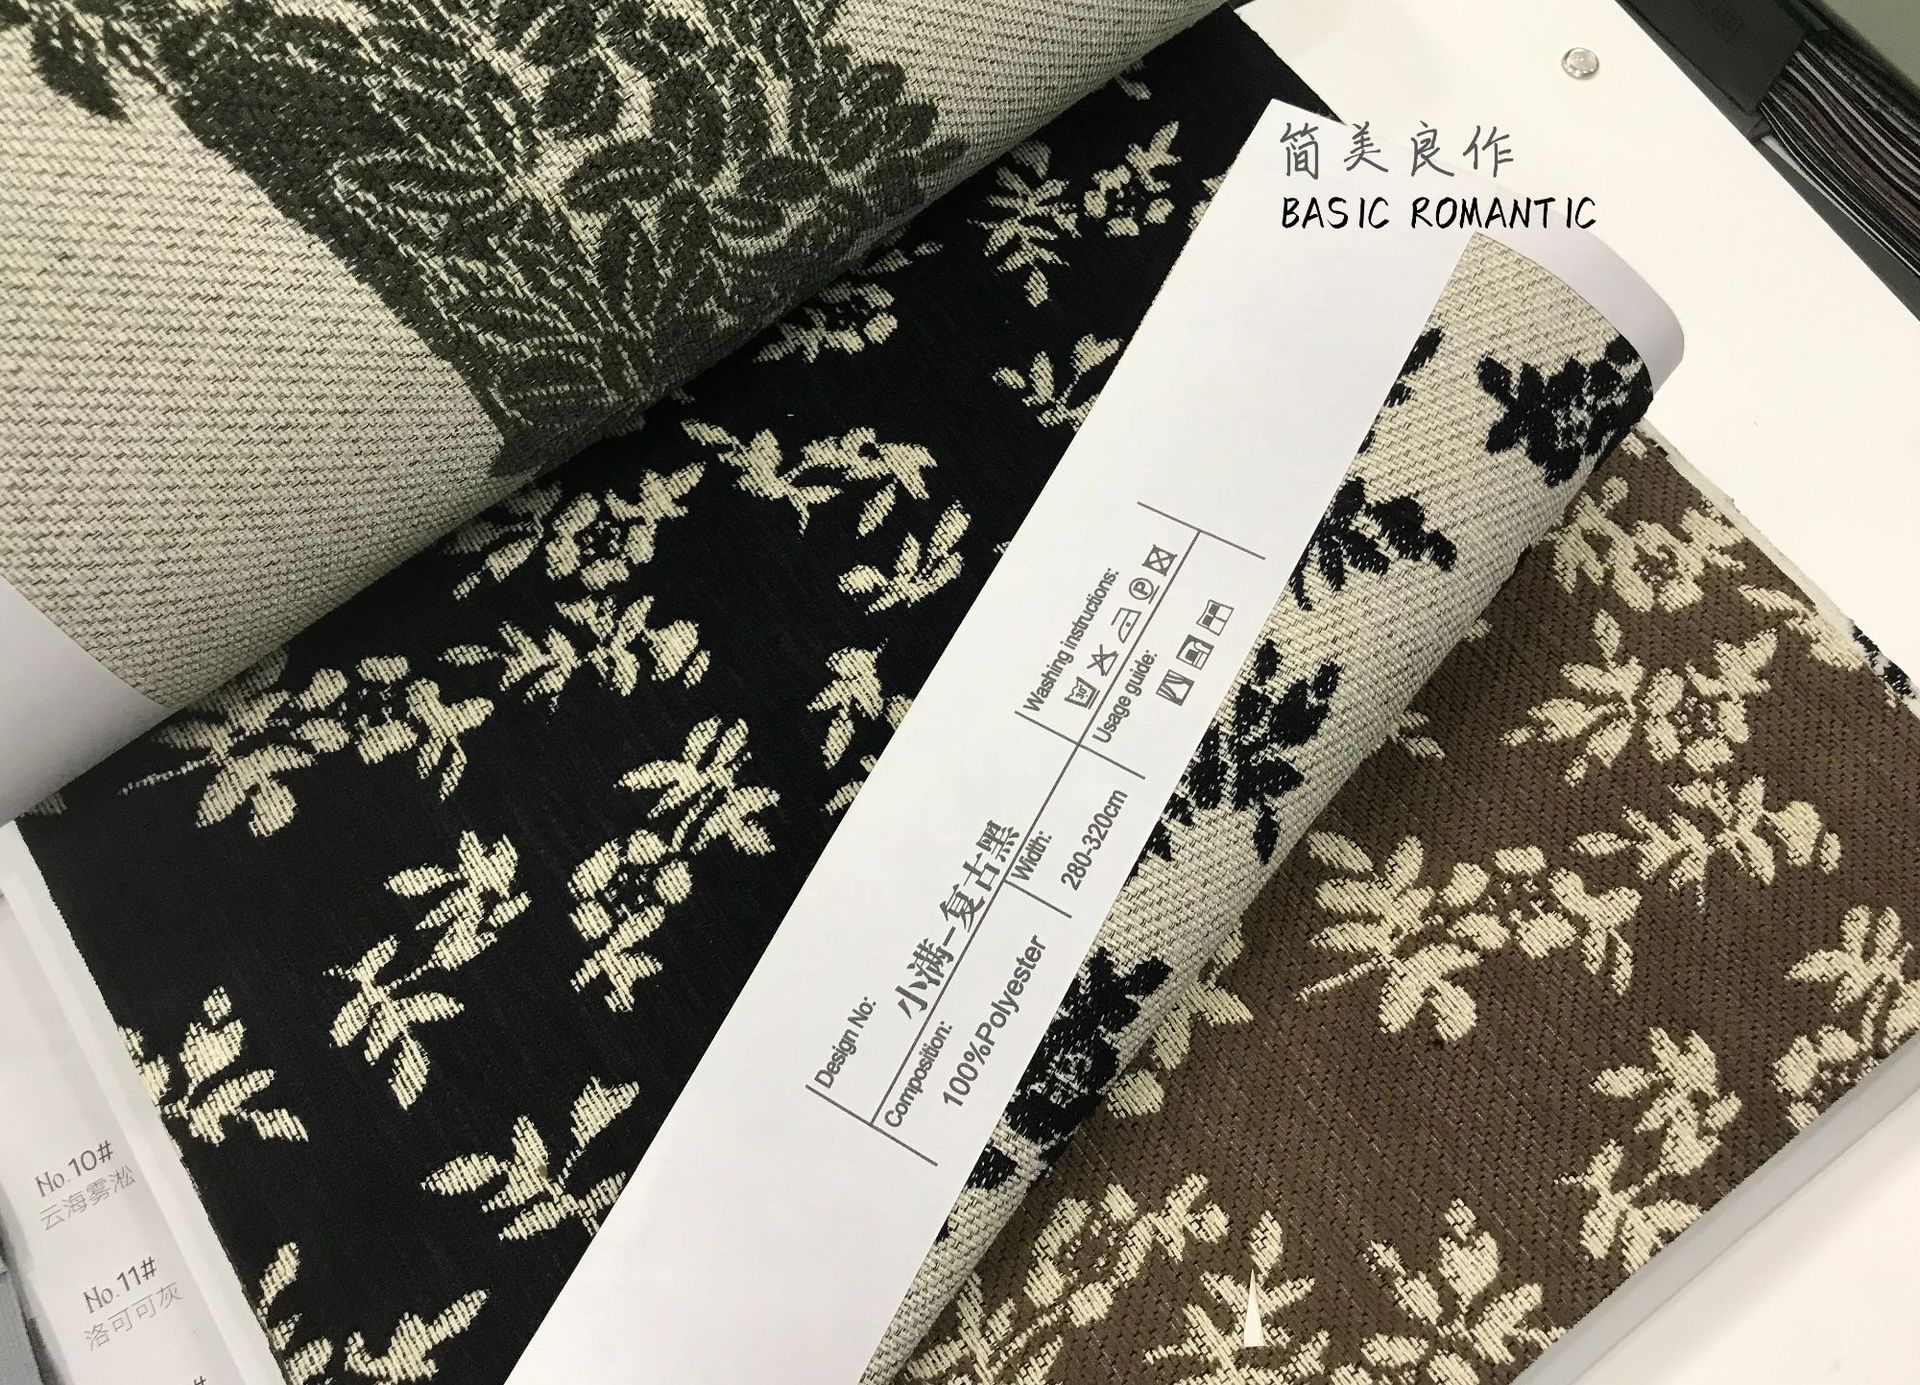 简美良作
BASIC ROMANTIC
Design No:
小满-复古黑
Composition:
100%Polyester
Width:
280-320cm
Washing instructions:
Usage guide:
No.10#
云海雾淞
No.11#
洛可可灰
#